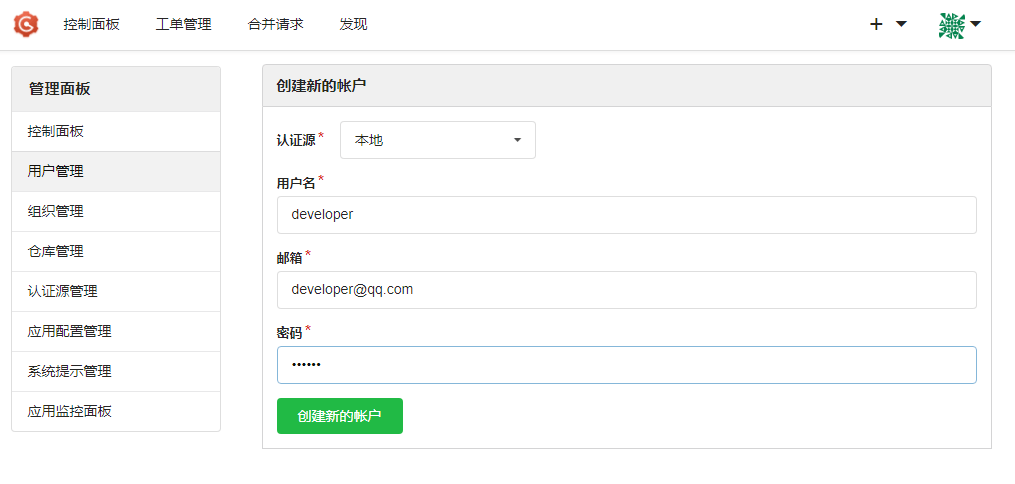 控制面板 工单管理 合并请求 发现
管理面板
控制面板
用户管理
组织管理
仓库管理
认证源管理
应用配置管理
系统提示管理
应用监控面板
创建新的帐户
认证源* 本地
用户名*
developer
邮箱*
developer@qq.com
密码*
••••••
创建新的帐户